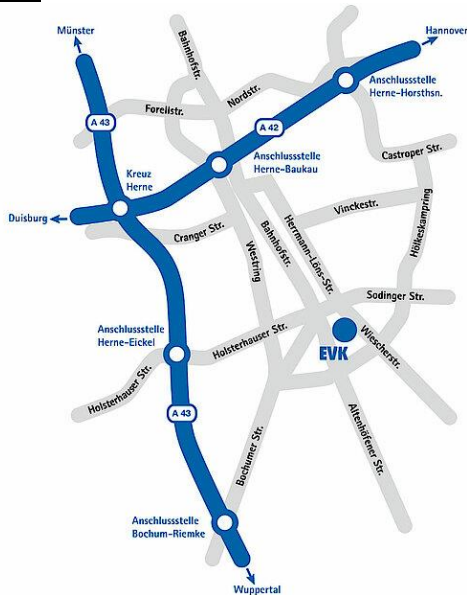 Münster
Hannover
Bahnhofstr.
Anschlussstelle
Herne-Horsthsn.
Nordstr.
Forellstr.
A 43
A 42
Castroper Str.
Anschlussstelle
Herne-Baukau
Kreuz
Herne
Duisburg
Vinckestr.
Hölkeskampring
Cranger Str.
Herrmann-Löns-Str.
Bahnhofstr.
Westring
Sodinger Str.
Anschlussstelle
Herne-Eickel
Holsterhauser Str.
EVK
Wiescherstr.
Holsterhauser Str.
A 43
Altenhöfener Str.
Bochumer Str.
Anschlussstelle
Bochum-Riemke
Wuppertal